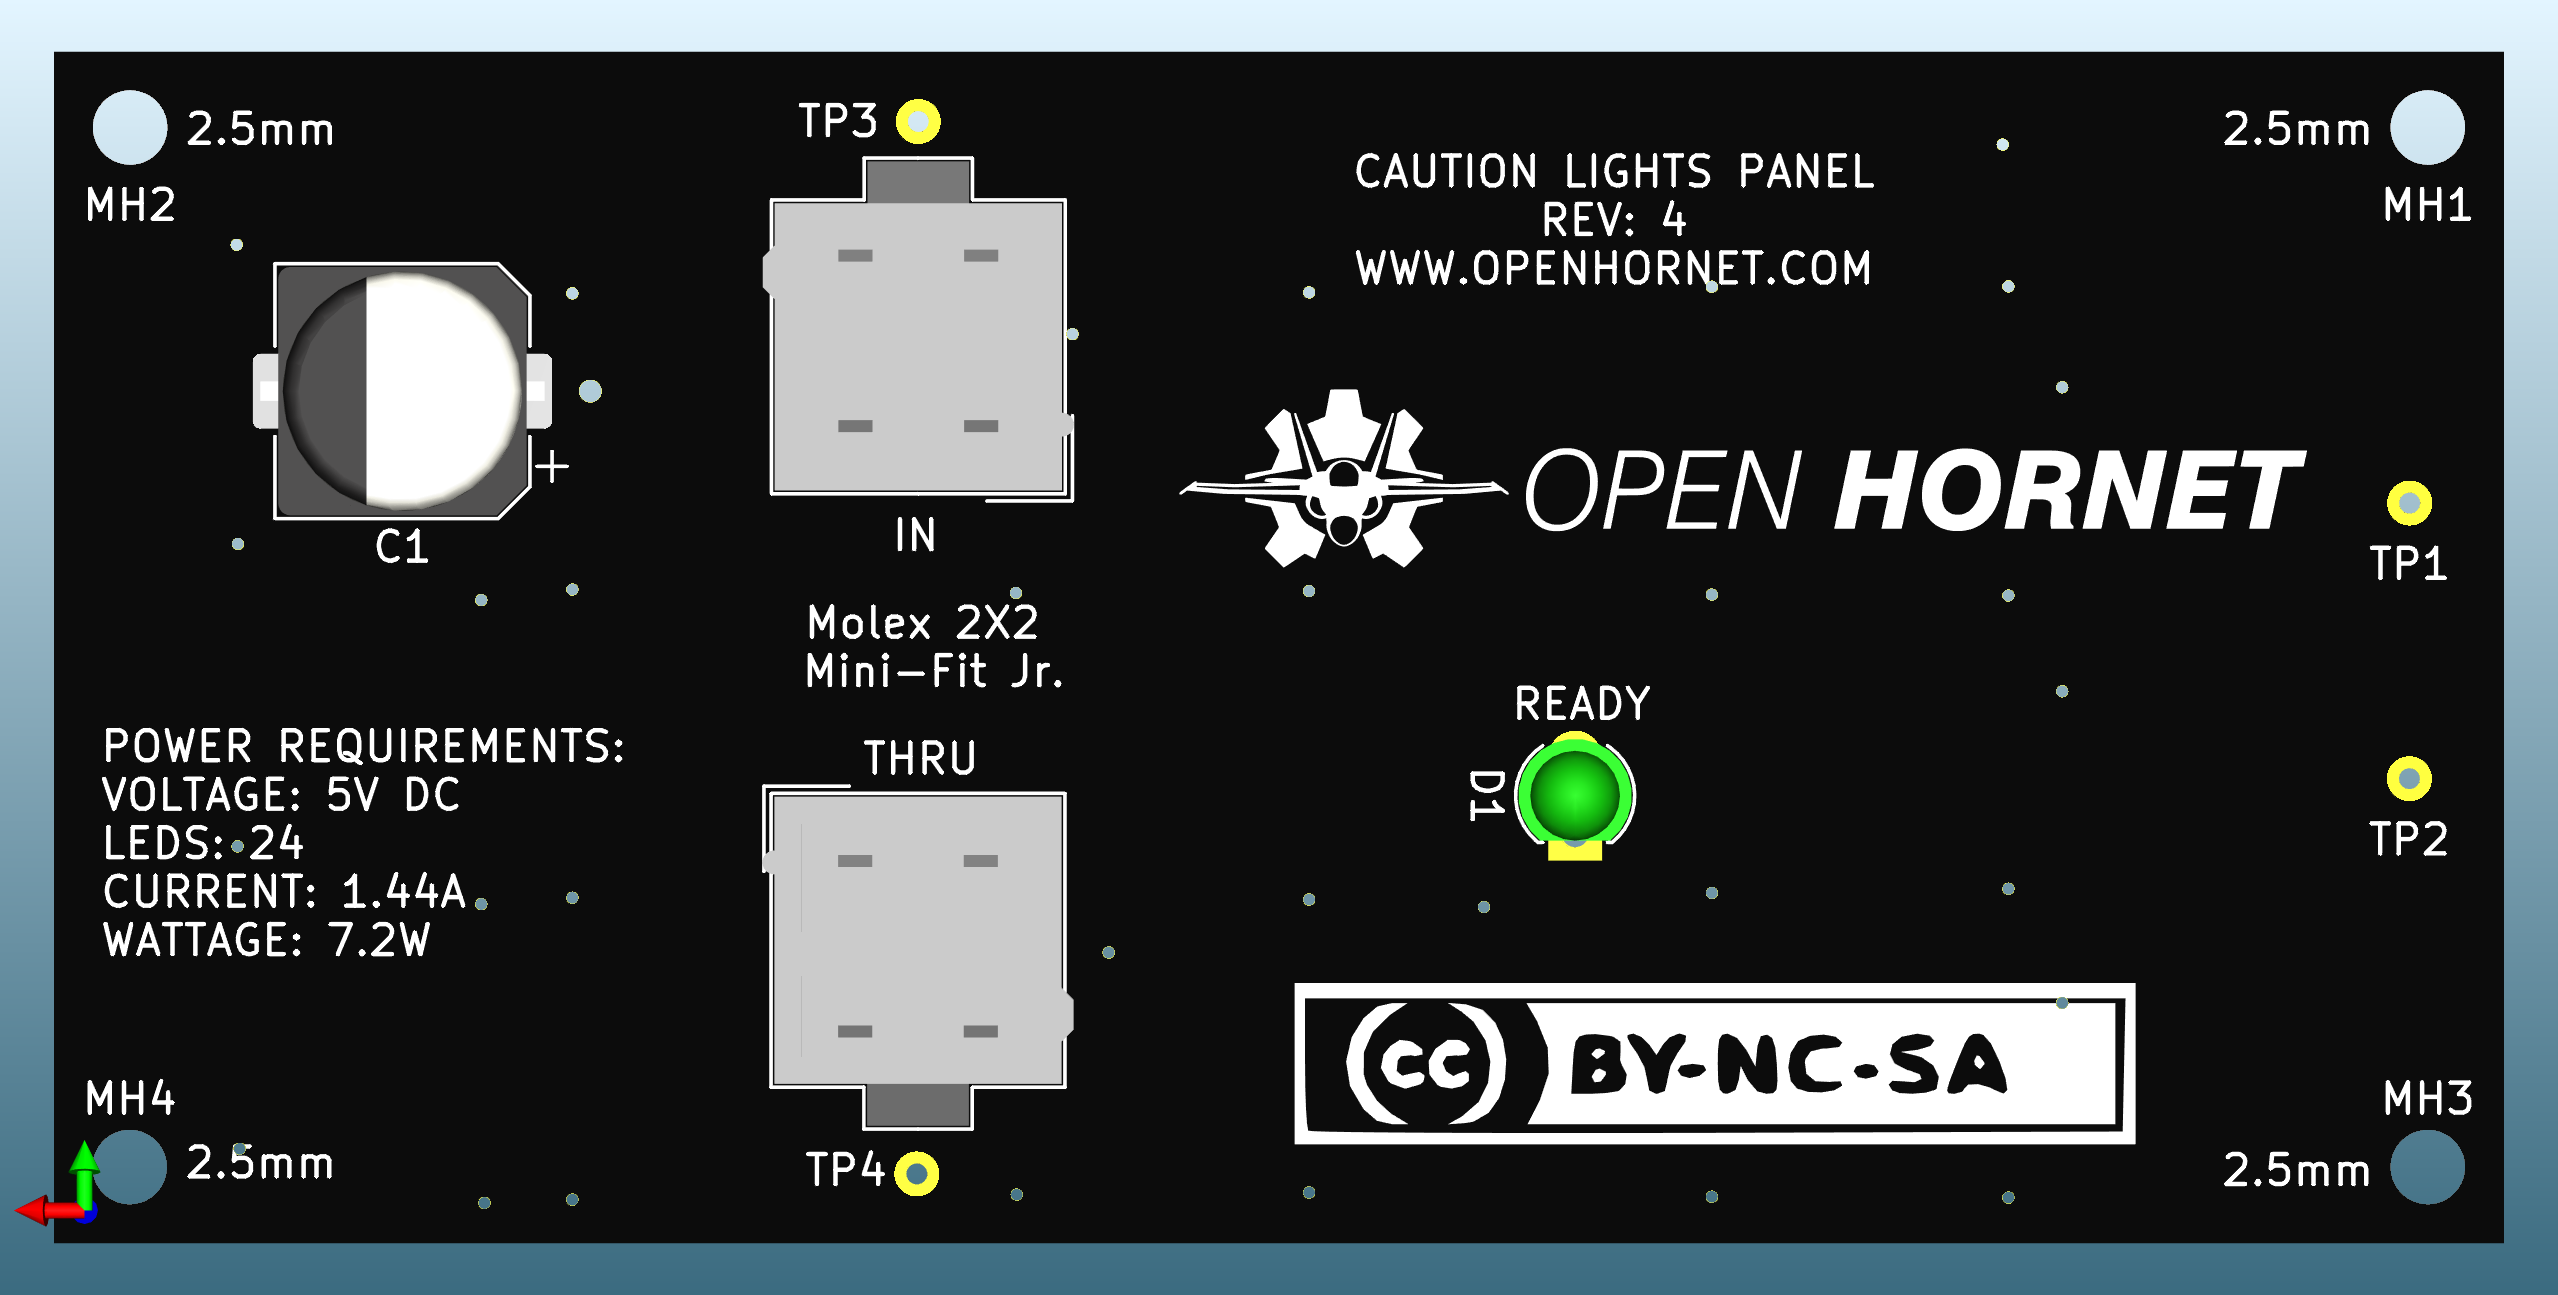 2.5mm
MH2
TP3
CAUTION LIGHTS PANEL
REV: 4
WWW.OPENHORNET.COM
2.5mm
MH1
+
C1
IN
OPEN HORNET
TP1
Molex 2X2
Mini-Fit Jr.
READY
D1
TP2
POWER REQUIREMENTS:
VOLTAGE: 5V DC
LEDS: 24
CURRENT: 1.44A
WATTAGE: 7.2W
THRU
cc BY-NC-SA
MH4
2.5mm
TP4
MH3
2.5mm